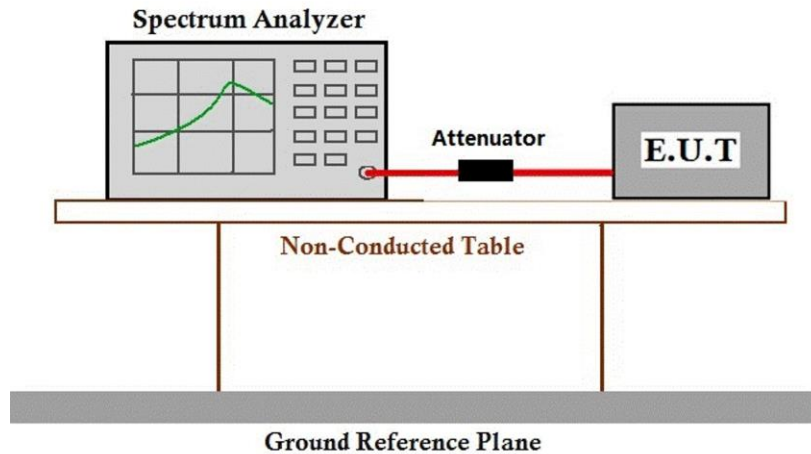 Spectrum Analyzer
Attenuator
E.U.T
Non-Conducted Table
Ground Reference Plane